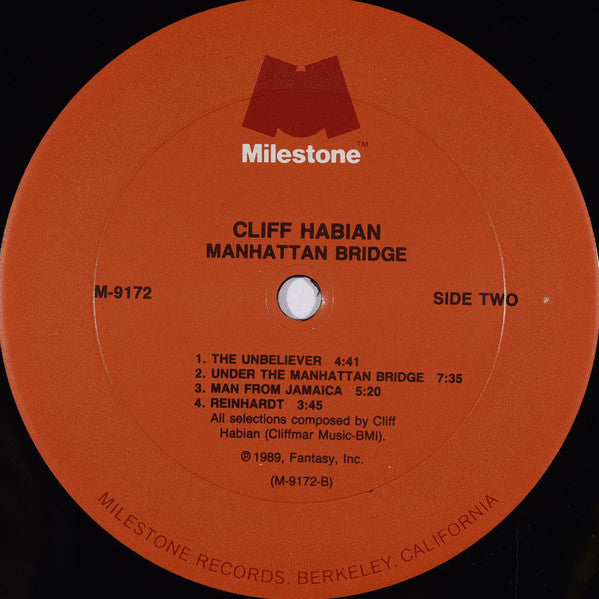 Milestone™
CLIFF HABIAN
MANHATTAN BRIDGE
M-9172
SIDE TWO
1. THE UNBELIEVER 4:41
2. UNDER THE MANHATTAN BRIDGE 7:35
3. MAN FROM JAMAICA 5:20
4. REINHARDT 3:45
All selections composed by Cliff
Habian (Cliffmar Music-BMI).
℗ 1989, Fantasy, Inc.
(M-9172-B)
MILESTONE RECORDS, BERKELEY, CALIFORNIA